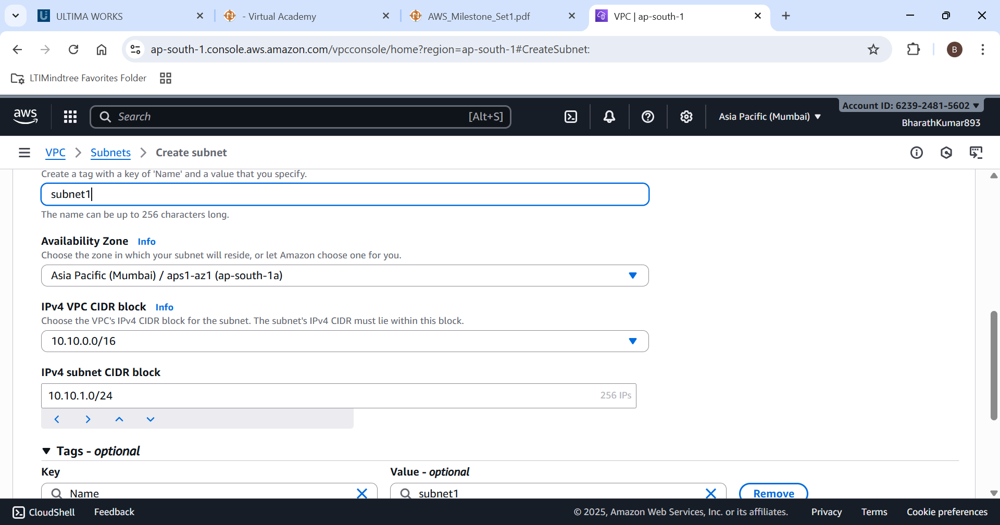 ULTIMA WORKS
- Virtual Academy
AWS_Milestone_Set1.pdf
VPC | ap-south-1
ap-south-1.console.aws.amazon.com/vpcconsole/home?region=ap-south-1#CreateSubnet:
B
LTIMindtree Favorites Folder
aws
Search
[Alt+S]
Asia Pacific (Mumbai)
Account ID: 6239-2481-5602
BharathKumar893
VPC > Subnets > Create subnet
Create a tag with a key of 'Name' and a value that you specify.
subnet1
The name can be up to 256 characters long.
Availability Zone Info
Choose the zone in which your subnet will reside, or let Amazon choose one for you.
Asia Pacific (Mumbai) / aps1-az1 (ap-south-1a)
IPv4 VPC CIDR block Info
Choose the VPC's IPv4 CIDR block for the subnet. The subnet's IPv4 CIDR must lie within this block.
10.10.0.0/16
IPv4 subnet CIDR block
10.10.1.0/24
256 IPs
Tags - optional
Key
Value - optional
Name
subnet1
Remove
CloudShell
Feedback
© 2025, Amazon Web Services, Inc. or its affiliates.
Privacy
Terms
Cookie preferences